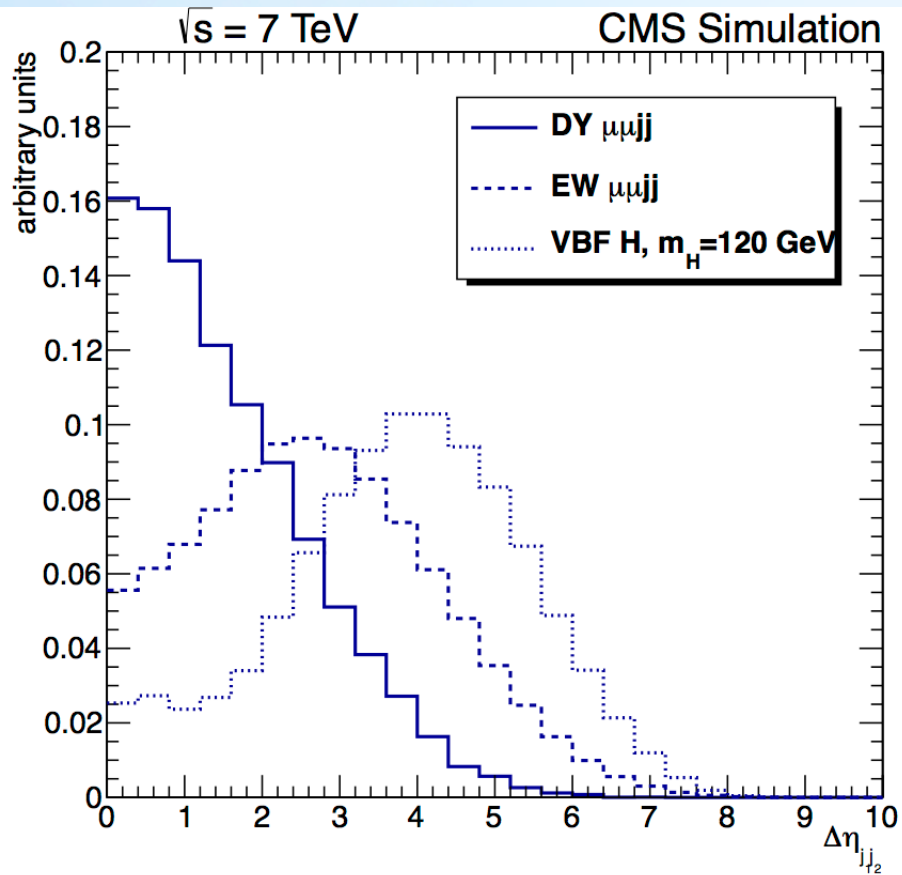 √s = 7 TeV CMS Simulation
arbitrary units
0.2
0.18
0.16
0.14
0.12
0.1
0.08
0.06
0.04
0.02
0
DY μμjj
EW μμjj
VBF H, m_H=120 GeV
0 1 2 3 4 5 6 7 8 9 10
Δη_j₁j₂